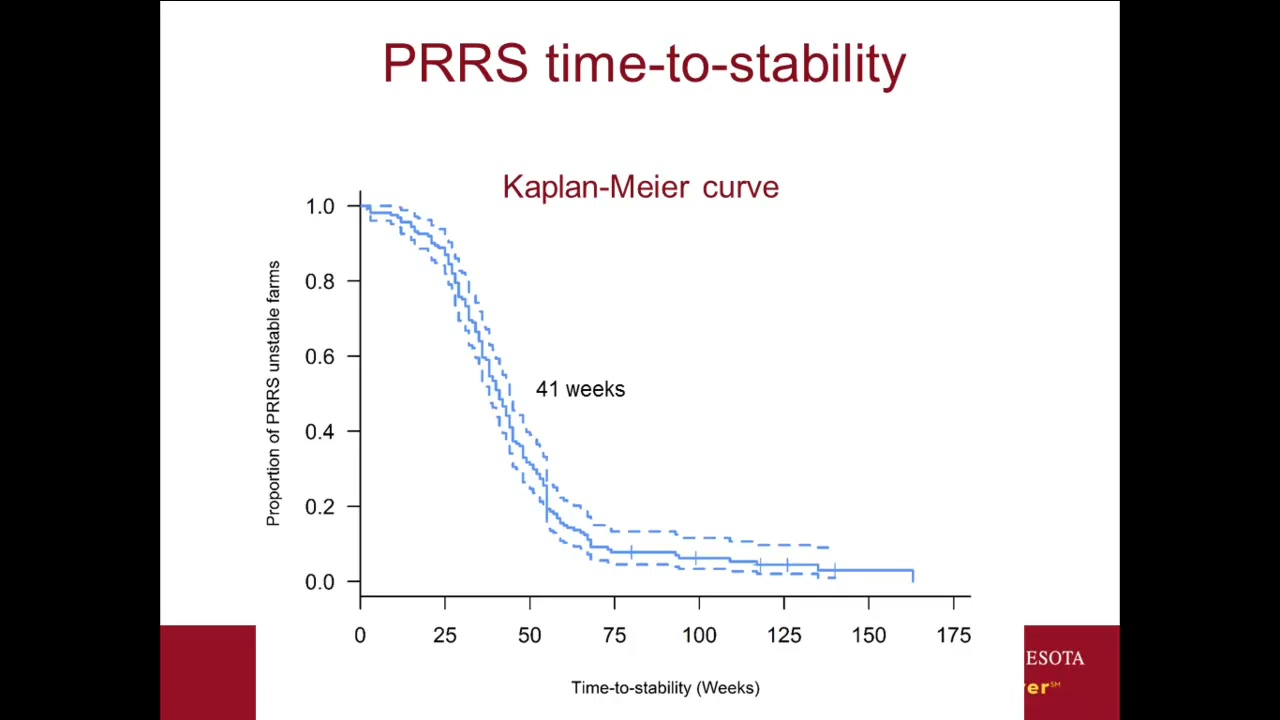 PRRS time-to-stability
Kaplan-Meier curve
Proportion of PRRS unstable farms
1.0
0.8
0.6
0.4
0.2
0.0
41 weeks
0 25 50 75 100 125 150 175
Time-to-stability (Weeks)
ESOTA
er℠